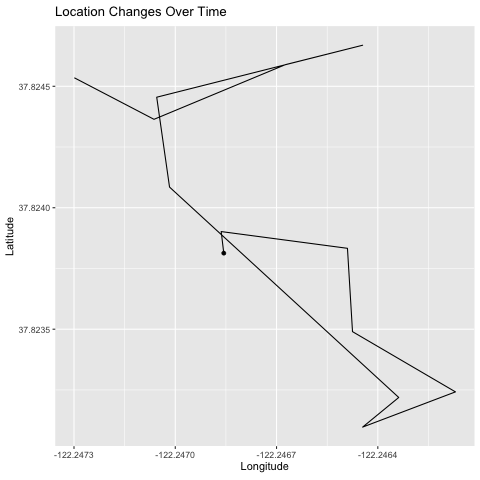 Location Changes Over Time
37.8245
37.8240
37.8235
Latitude
-122.2473 -122.2470 -122.2467 -122.2464
Longitude